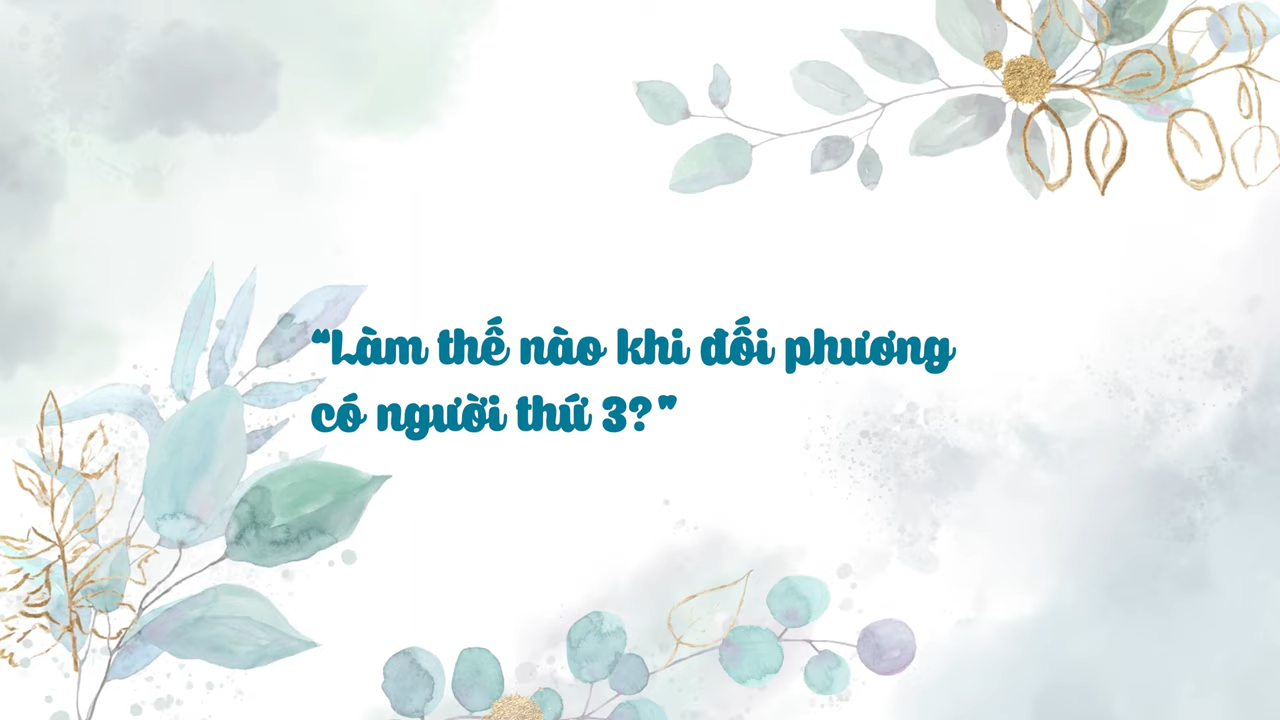 “Làm thế nào khi đối phương
có người thứ 3?”